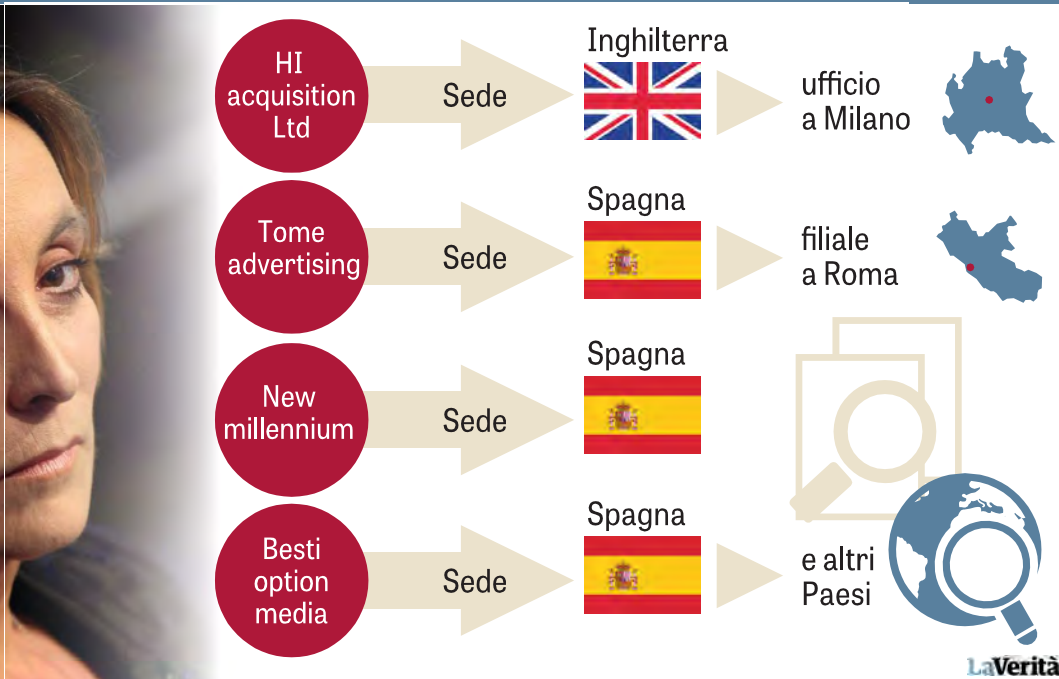 HI
acquisition
Ltd
Sede
Inghilterra
ufficio
a Milano
Tome
advertising
Sede
Spagna
filiale
a Roma
New
millennium
Sede
Spagna
Besti
option
media
Sede
Spagna
e altri
Paesi
LaVerità